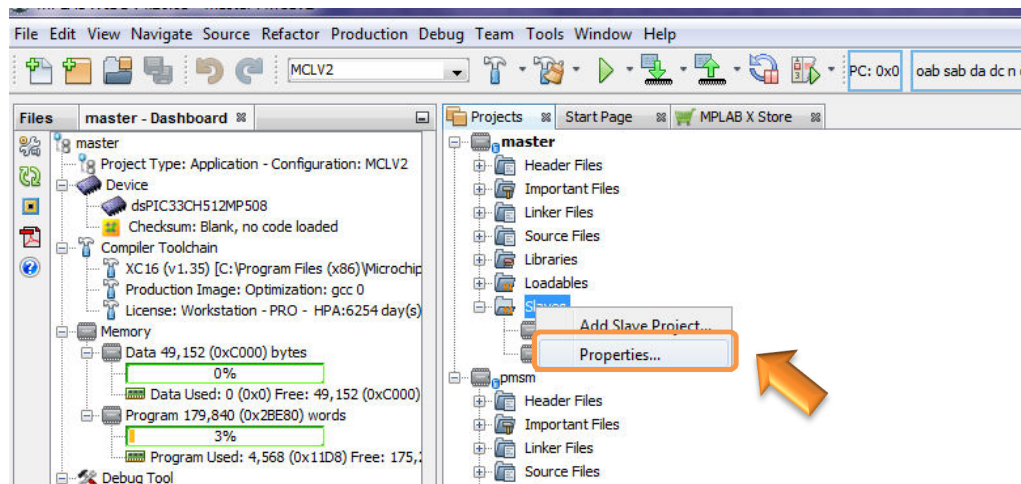 File Edit View Navigate Source Refactor Production Debug Team Tools Window Help
MCLV2
PC: 0x0
oab sab da dc n
Files
master - Dashboard
master
Project Type: Application - Configuration: MCLV2
Device
dsPIC33CH512MP508
Checksum: Blank, no code loaded
Compiler Toolchain
XC16 (v1.35) [C:\Program Files (x86)\Microchip
Production Image: Optimization: gcc 0
License: Workstation - PRO - HPA:6254 day(s)
Memory
Data 49,152 (0xC000) bytes
0%
Data Used: 0 (0x0) Free: 49,152 (0xC000)
Program 179,840 (0x2BE80) words
3%
Program Used: 4,568 (0x11D8) Free: 175,
Debug Tool
Projects
Start Page
MPLAB X Store
master
Header Files
Important Files
Linker Files
Source Files
Libraries
Loadables
Slaves
Add Slave Project...
Properties...
pmsm
Header Files
Important Files
Linker Files
Source Files